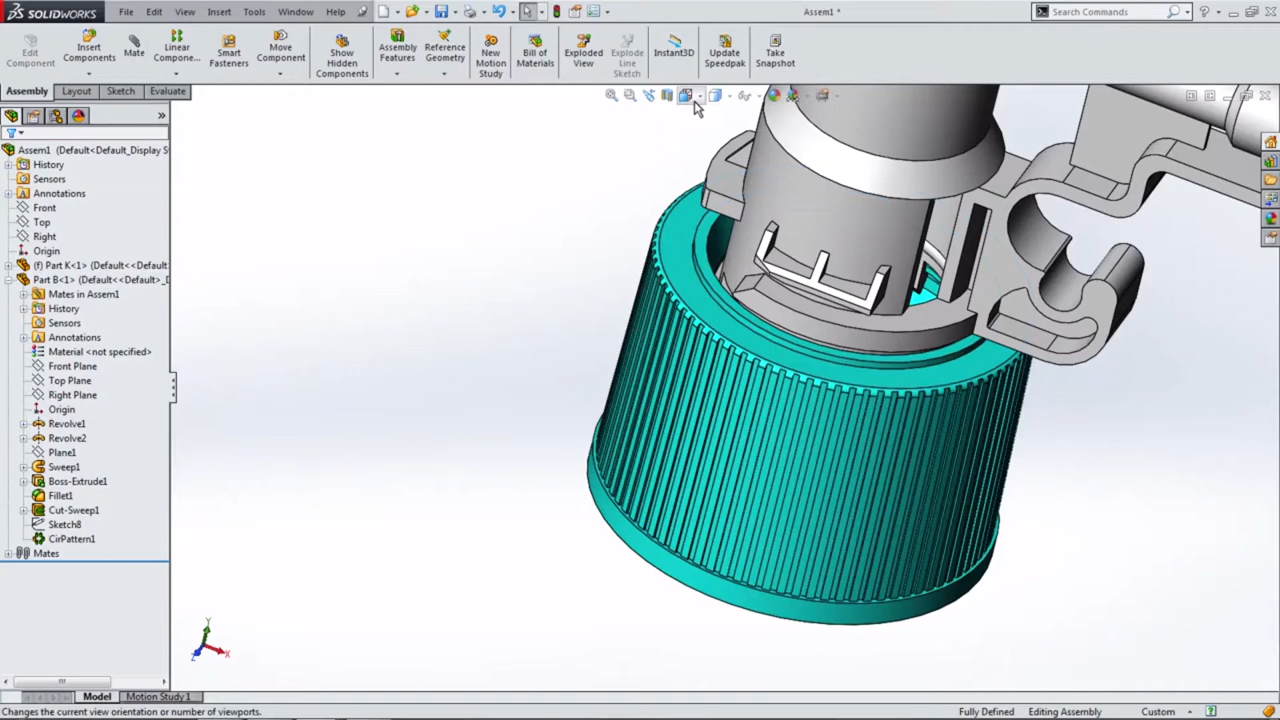 SOLIDWORKS File Edit View Insert Tools Window Help Assem1 * Search Commands
Edit Component
Insert Components
Mate
Linear Compone...
Smart Fasteners
Move Component
Show Hidden Components
Assembly Features
Reference Geometry
New Motion Study
Bill of Materials
Exploded View
Explode Line Sketch
Instant3D
Update Speedpak
Take Snapshot
Assembly Layout Sketch Evaluate
Assem1 (Default<Default_Display S
History
Sensors
Annotations
Front
Top
Right
Origin
(f) Part K<1> (Default<<Default
Part B<1> (Default<<Default>_D
Mates in Assem1
History
Sensors
Annotations
Material <not specified>
Front Plane
Top Plane
Right Plane
Origin
Revolve1
Revolve2
Plane1
Sweep1
Boss-Extrude1
Fillet1
Cut-Sweep1
Sketch8
CirPattern1
Mates
Y
X
Z
Model Motion Study 1
Changes the current view orientation or number of viewports. Fully Defined Editing Assembly Custom